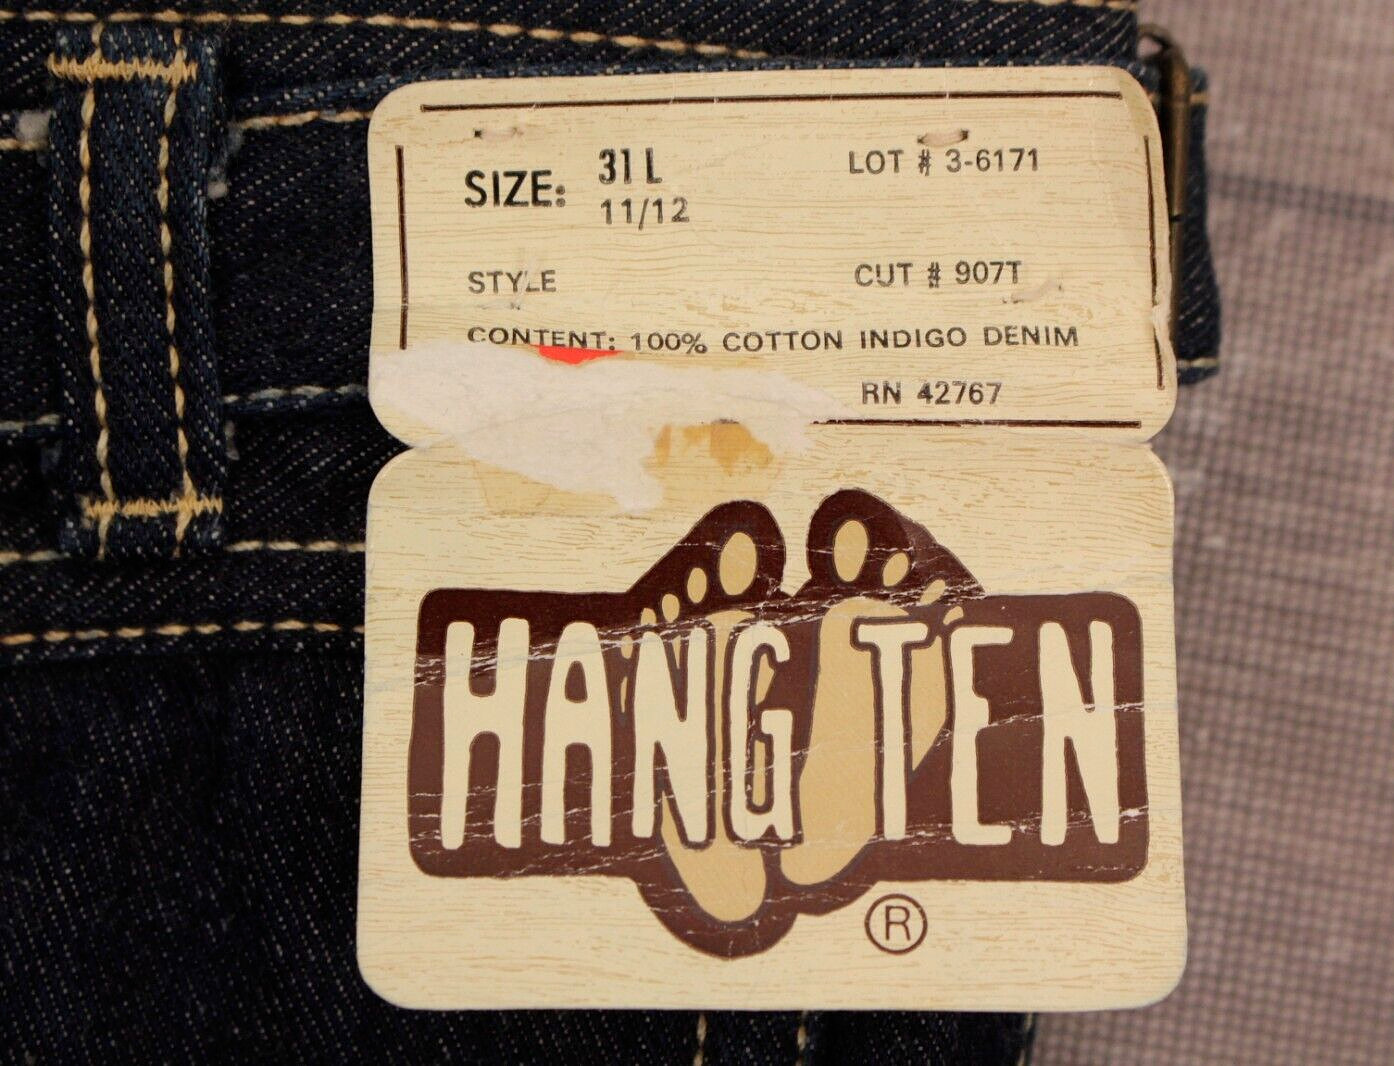 SIZE: 31 L
11/12
LOT # 3-6171
STYLE
CUT # 907T
CONTENT: 100% COTTON INDIGO DENIM
RN 42767
HANG TEN
®